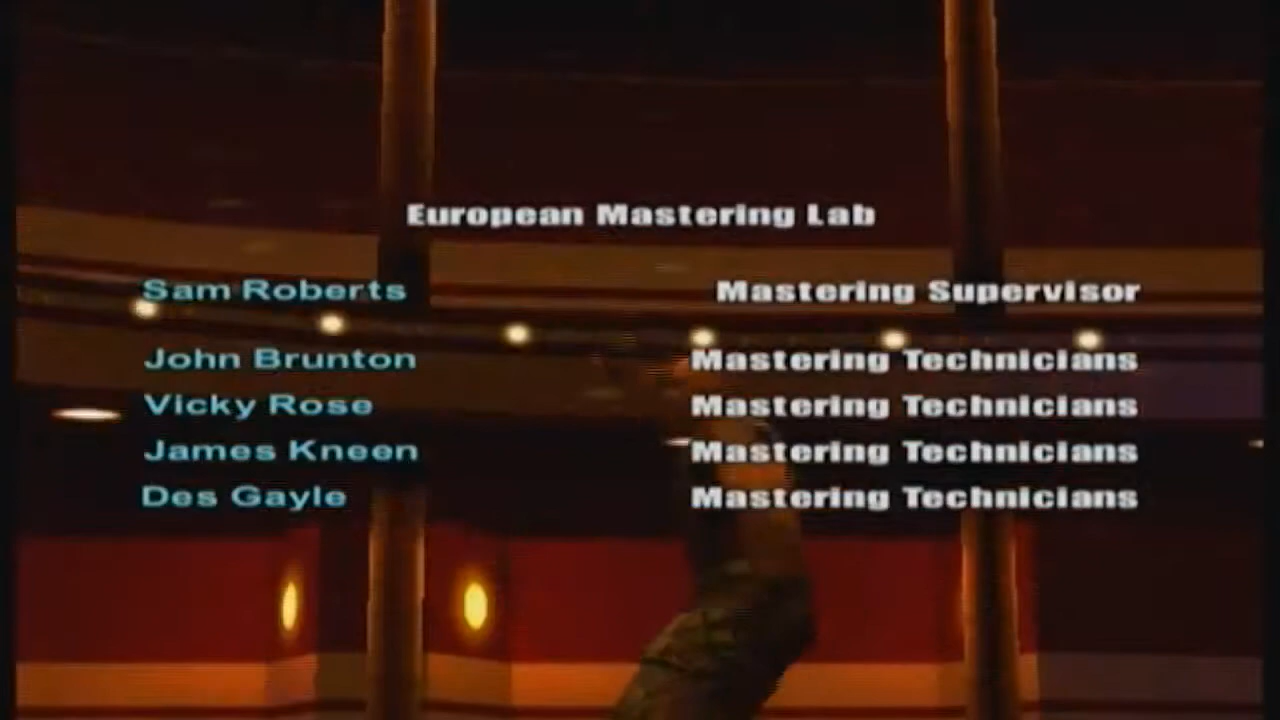 European Mastering Lab
Sam Roberts Mastering Supervisor
John Brunton Mastering Technicians
Vicky Rose Mastering Technicians
James Kneen Mastering Technicians
Des Gayle Mastering Technicians